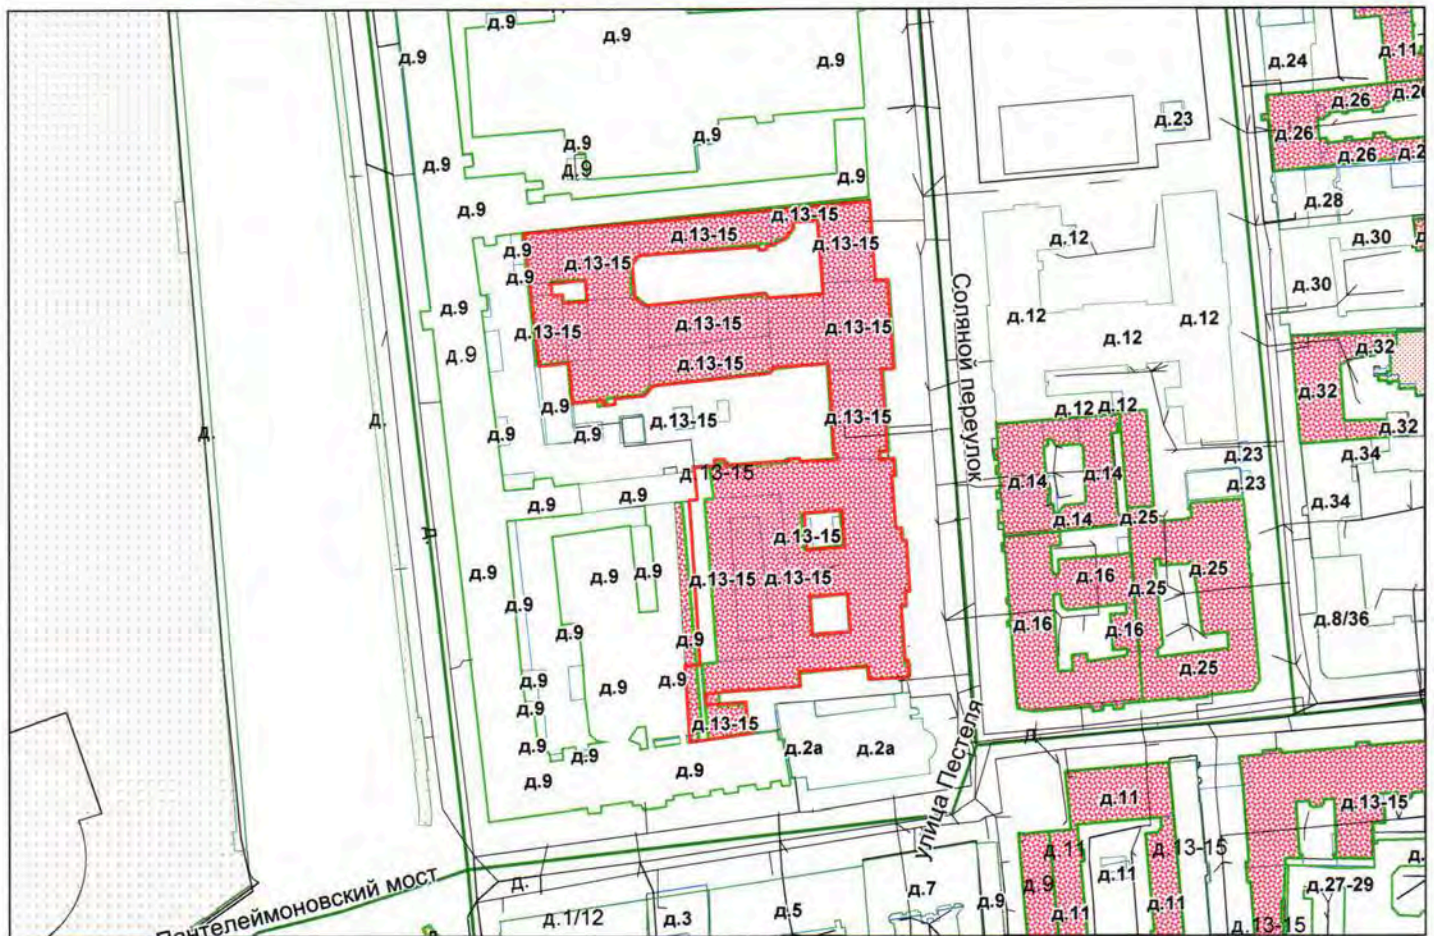 д.9
д.9
д.9
д.9
д.24
д.11
д.26
д.26
д.23
д.26
д.26
д.9
д.9
д.9
д.9
д.9
д.28
д.9
д.13-15
д.13-15
д.13-15
д.12
д.30
д.9
д.13-15
д.9
д.30
д.9
д.12
д.12
д.12
д.13-15
д.13-15
д.13-15
д.9
д.13-15
д.32
д.32
Соляной переулок
д.9
д.13-15
д.13-15
д.12
д.12
д.32
Д.
Д.
д.9
д.9
д.23
д.34
д.13-15
д.14
д.14
д.23
д.9
д.9
д.34
д.14
д.25
Д.
д.13-15
д.9
д.9
д.9
д.13-15
д.13-15
д.16
д.25
д.25
д.9
д.9
д.9
д.16
д.16
д.8/36
д.25
д.9
д.9
д.9
д.9
д.13-15
д.9
д.9
д.2а
д.2а
Д.
д.9
д.9
улица Пестеля
д.11
д.13-15
д.11
д.13-15
Пантелеймоновский мост
д.
д.7
д.9
д.9
д.11
д.27-29
д.
д.1/12
д.3
д.5
д.11
д.11
д.13-15